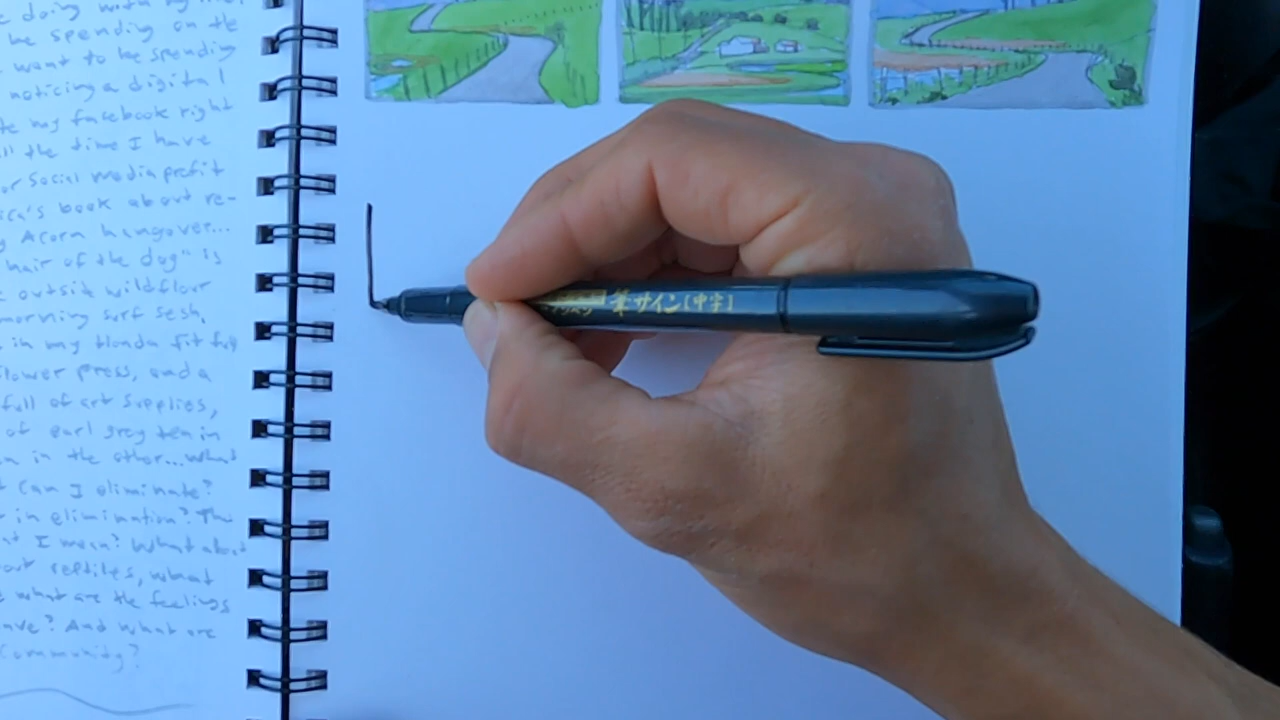 doing with my
be spending on the
want to be spending
noticing a digital
my facebook right
all the time I have
or social media profit
book about re-
Acorn hangover...
hair of the dog" is
outside wildflour
morning surf sesh,
in my Honda fit full
flower press, and a
full of art supplies,
of earl grey tea in
in the other...what
can I eliminate?
in elimination? The
I mean? What about
reptiles, what
what are the feelings
have? And what are
community?
筆サイン[中字]